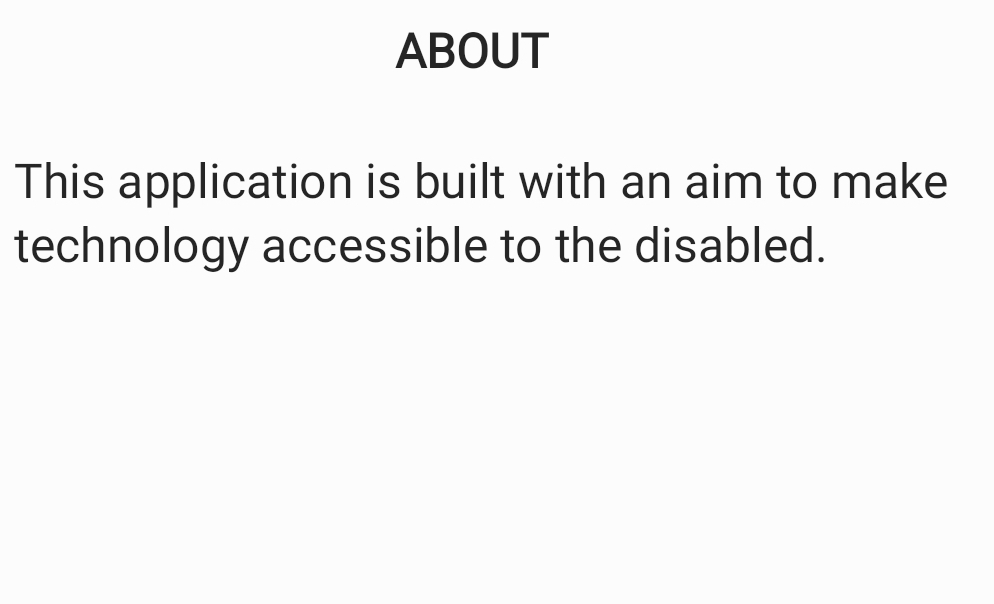 ABOUT
This application is built with an aim to make
technology accessible to the disabled.